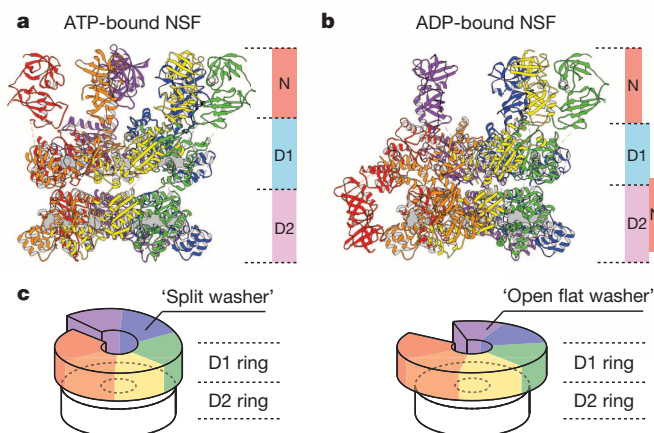 a ATP-bound NSF
N
D1
D2
b ADP-bound NSF
N
D1
D2
N
c
'Split washer'
D1 ring
D2 ring
'Open flat washer'
D1 ring
D2 ring